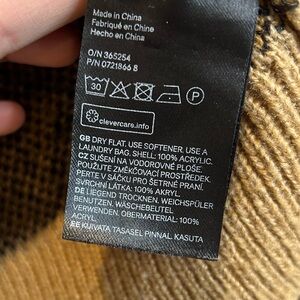 Made in China
Fabriqué en Chine
Hecho en China
O/N 365254
P/N 0721866 8
30
P
clevercare.info
GB DRY FLAT. USE SOFTENER. USE A
LAUNDRY BAG. SHELL: 100% ACRYLIC.
CZ SUŠENÍ NA VODOROVNÉ PLOŠE.
POUŽIJTE ZMĚKČOVACÍ PROSTŘEDEK.
PERTE V SÁČKU PRO ŠETRNÉ PRANÍ.
SVRCHNÍ LÁTKA: 100% AKRYL.
DE LIEGEND TROCKNEN. WEICHSPÜLER
BENUTZEN. WÄSCHEBEUTEL
VERWENDEN. OBERMATERIAL: 100%
ACRYL.
EE KUIVATA TASASEL PINNAL. KASUTA